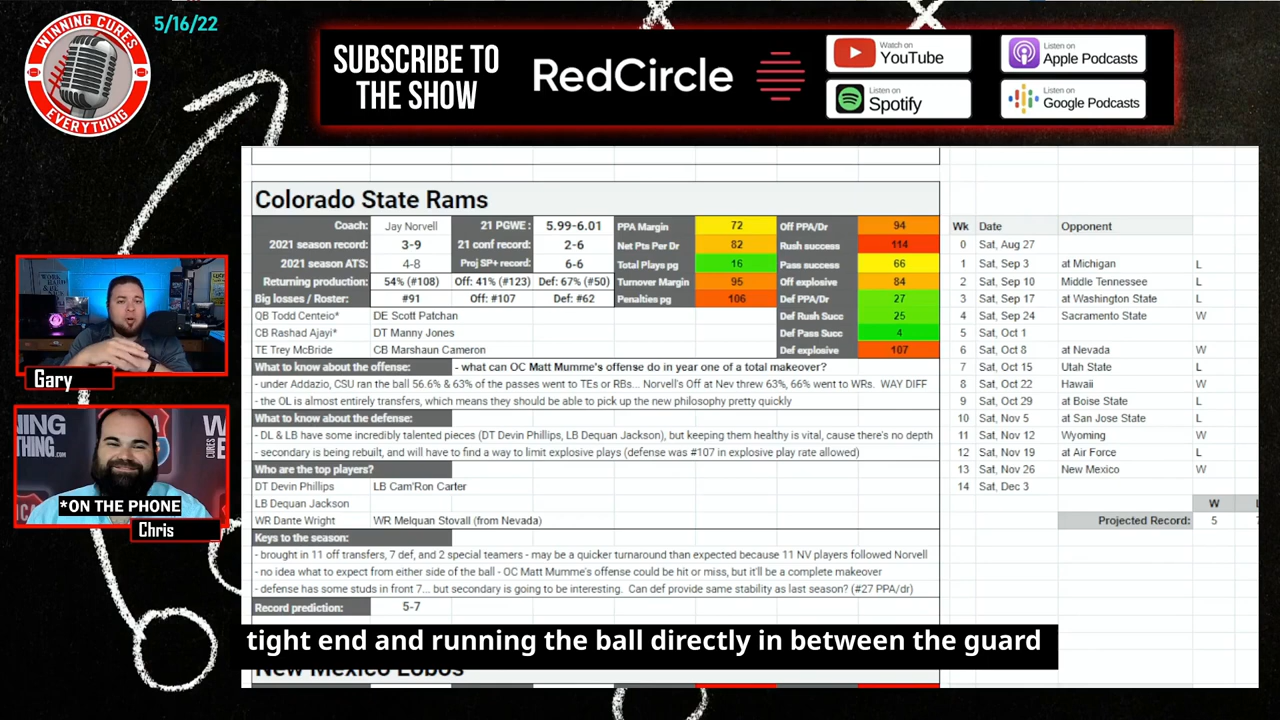 WINNING CURES
EVERYTHING
5/16/22
SUBSCRIBE TO
THE SHOW
RedCircle
Watch on
YouTube
Listen on
Apple Podcasts
Listen on
Spotify
Listen on
Google Podcasts
Colorado State Rams
Coach: Jay Norvell 21 PGWE : 5.99-6.01 PPA Margin 72 Off PPA/Dr 94
2021 season record: 3-9 21 conf record: 2-6 Net Pts Per Dr 82 Rush success 114
2021 season ATS: 4-8 Proj SP+ record: 6-6 Total Plays pg 16 Pass success 66
Returning production: 54% (#108) Off: 41% (#123) Def: 67% (#50) Turnover Margin 95 Off explosive 84
Big losses / Roster: #91 Off: #107 Def: #62 Penalties pg 106 Def PPA/Dr 27
QB Todd Centeio* DE Scott Patchan Def Rush Succ 25
CB Rashad Ajayi* DT Manny Jones Def Pass Succ 4
TE Trey McBride CB Marshaun Cameron Def explosive 107
What to know about the offense: - what can OC Matt Mumme's offense do in year one of a total makeover?
- under Addazio, CSU ran the ball 56.6% & 63% of the passes went to TEs or RBs... Norvell's Off at Nev threw 63%, 66% went to WRs. WAY DIFF
- the OL is almost entirely transfers, which means they should be able to pick up the new philosophy pretty quickly
What to know about the defense:
- DL & LB have some incredibly talented pieces (DT Devin Phillips, LB Dequan Jackson), but keeping them healthy is vital, cause there's no depth
- secondary is being rebuilt, and will have to find a way to limit explosive plays (defense was #107 in explosive play rate allowed)
Who are the top players?
DT Devin Phillips LB Cam'Ron Carter
LB Dequan Jackson
WR Dante Wright WR Melquan Stovall (from Nevada)
Keys to the season:
- brought in 11 off transfers, 7 def, and 2 special teamers - may be a quicker turnaround than expected because 11 NV players followed Norvell
- no idea what to expect from either side of the ball - OC Matt Mumme's offense could be hit or miss, but it'll be a complete makeover
- defense has some studs in front 7... but secondary is going to be interesting. Can def provide same stability as last season? (#27 PPA/dr)
Record prediction: 5-7
Wk Date Opponent
0 Sat, Aug 27
1 Sat, Sep 3 at Michigan L
2 Sat, Sep 10 Middle Tennessee L
3 Sat, Sep 17 at Washington State L
4 Sat, Sep 24 Sacramento State W
5 Sat, Oct 1
6 Sat, Oct 8 at Nevada W
7 Sat, Oct 15 Utah State L
8 Sat, Oct 22 Hawaii W
9 Sat, Oct 29 at Boise State L
10 Sat, Nov 5 at San Jose State L
11 Sat, Nov 12 Wyoming W
12 Sat, Nov 19 at Air Force L
13 Sat, Nov 26 New Mexico W
14 Sat, Dec 3
W L
Projected Record: 5
Gary
*ON THE PHONE
Chris
tight end and running the ball directly in between the guard
New Mexico Lobos